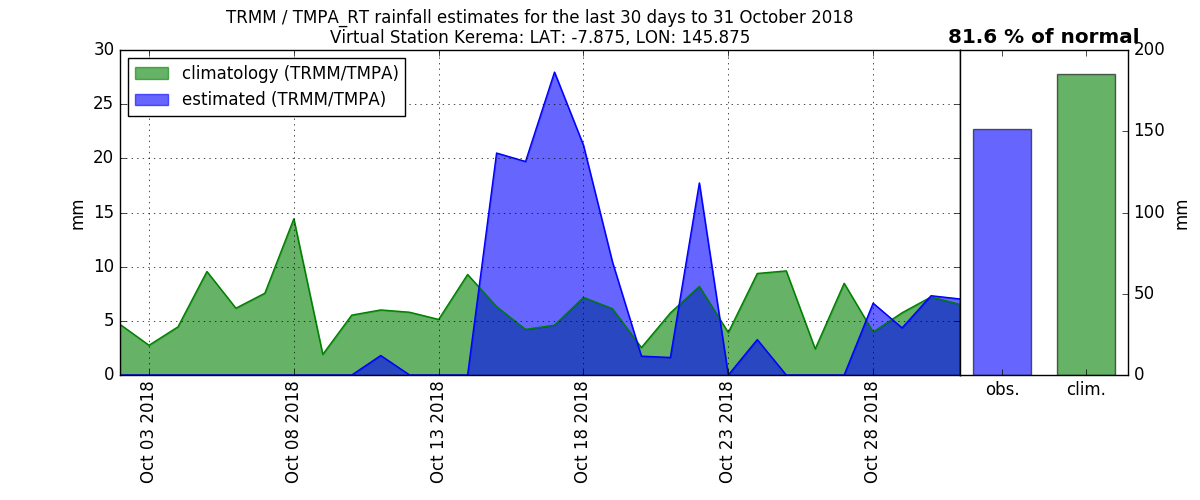 TRMM / TMPA_RT rainfall estimates for the last 30 days to 31 October 2018
Virtual Station Kerema: LAT: -7.875, LON: 145.875
81.6 % of normal
climatology (TRMM/TMPA)
estimated (TRMM/TMPA)
30
25
20
15
10
5
0
mm
Oct 03 2018
Oct 08 2018
Oct 13 2018
Oct 18 2018
Oct 23 2018
Oct 28 2018
obs.
clim.
200
150
100
50
0
mm